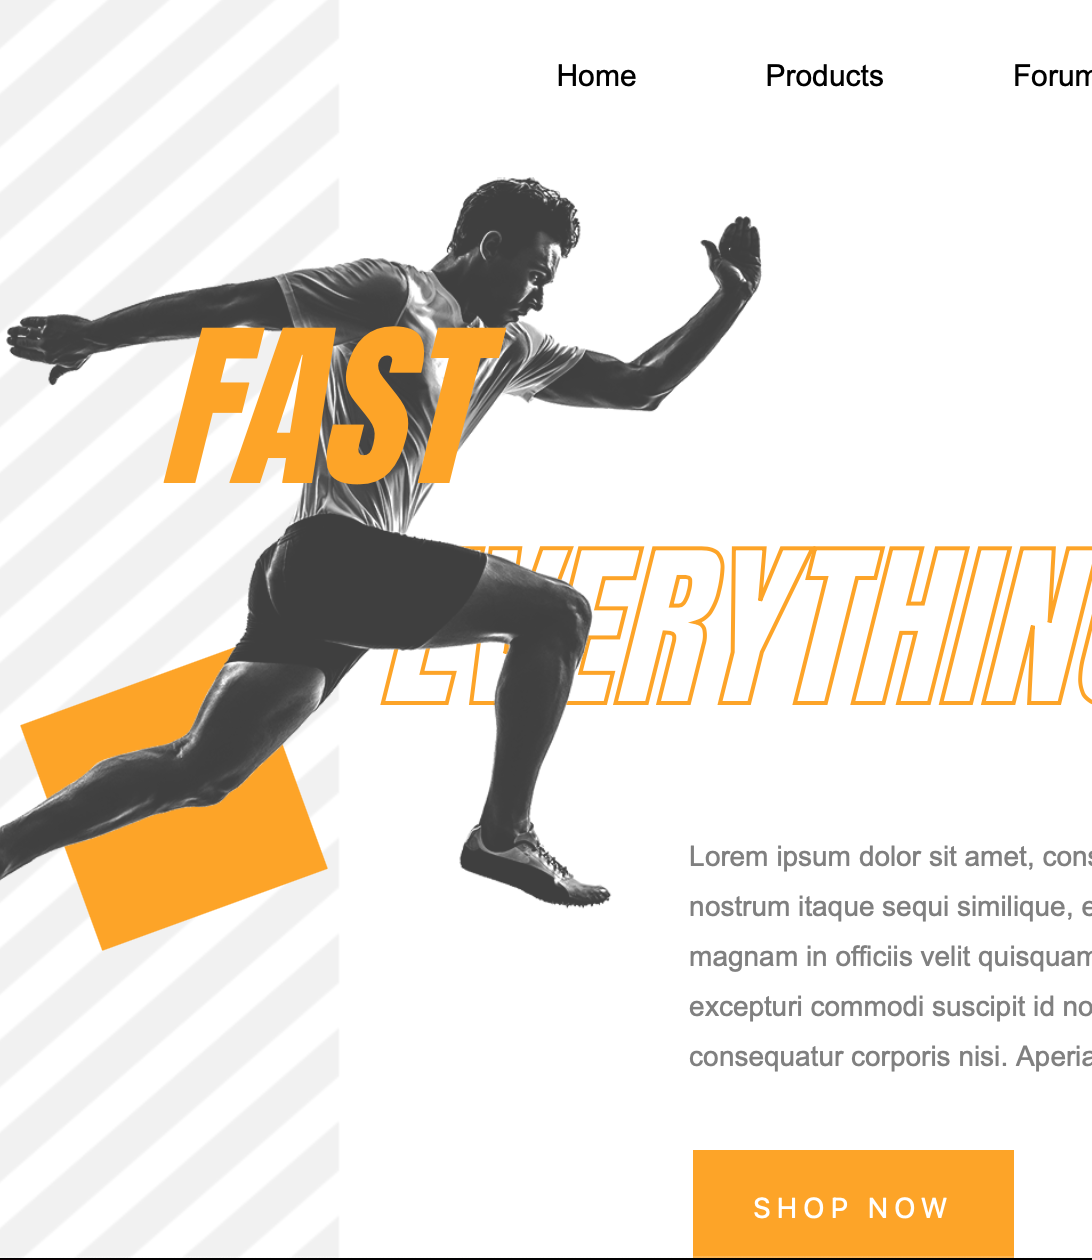 Home Products Forum
FAST
EVERYTHING
Lorem ipsum dolor sit amet, cons
nostrum itaque sequi similique, e
magnam in officiis velit quisquam
excepturi commodi suscipit id no
consequatur corporis nisi. Aperia
SHOP NOW